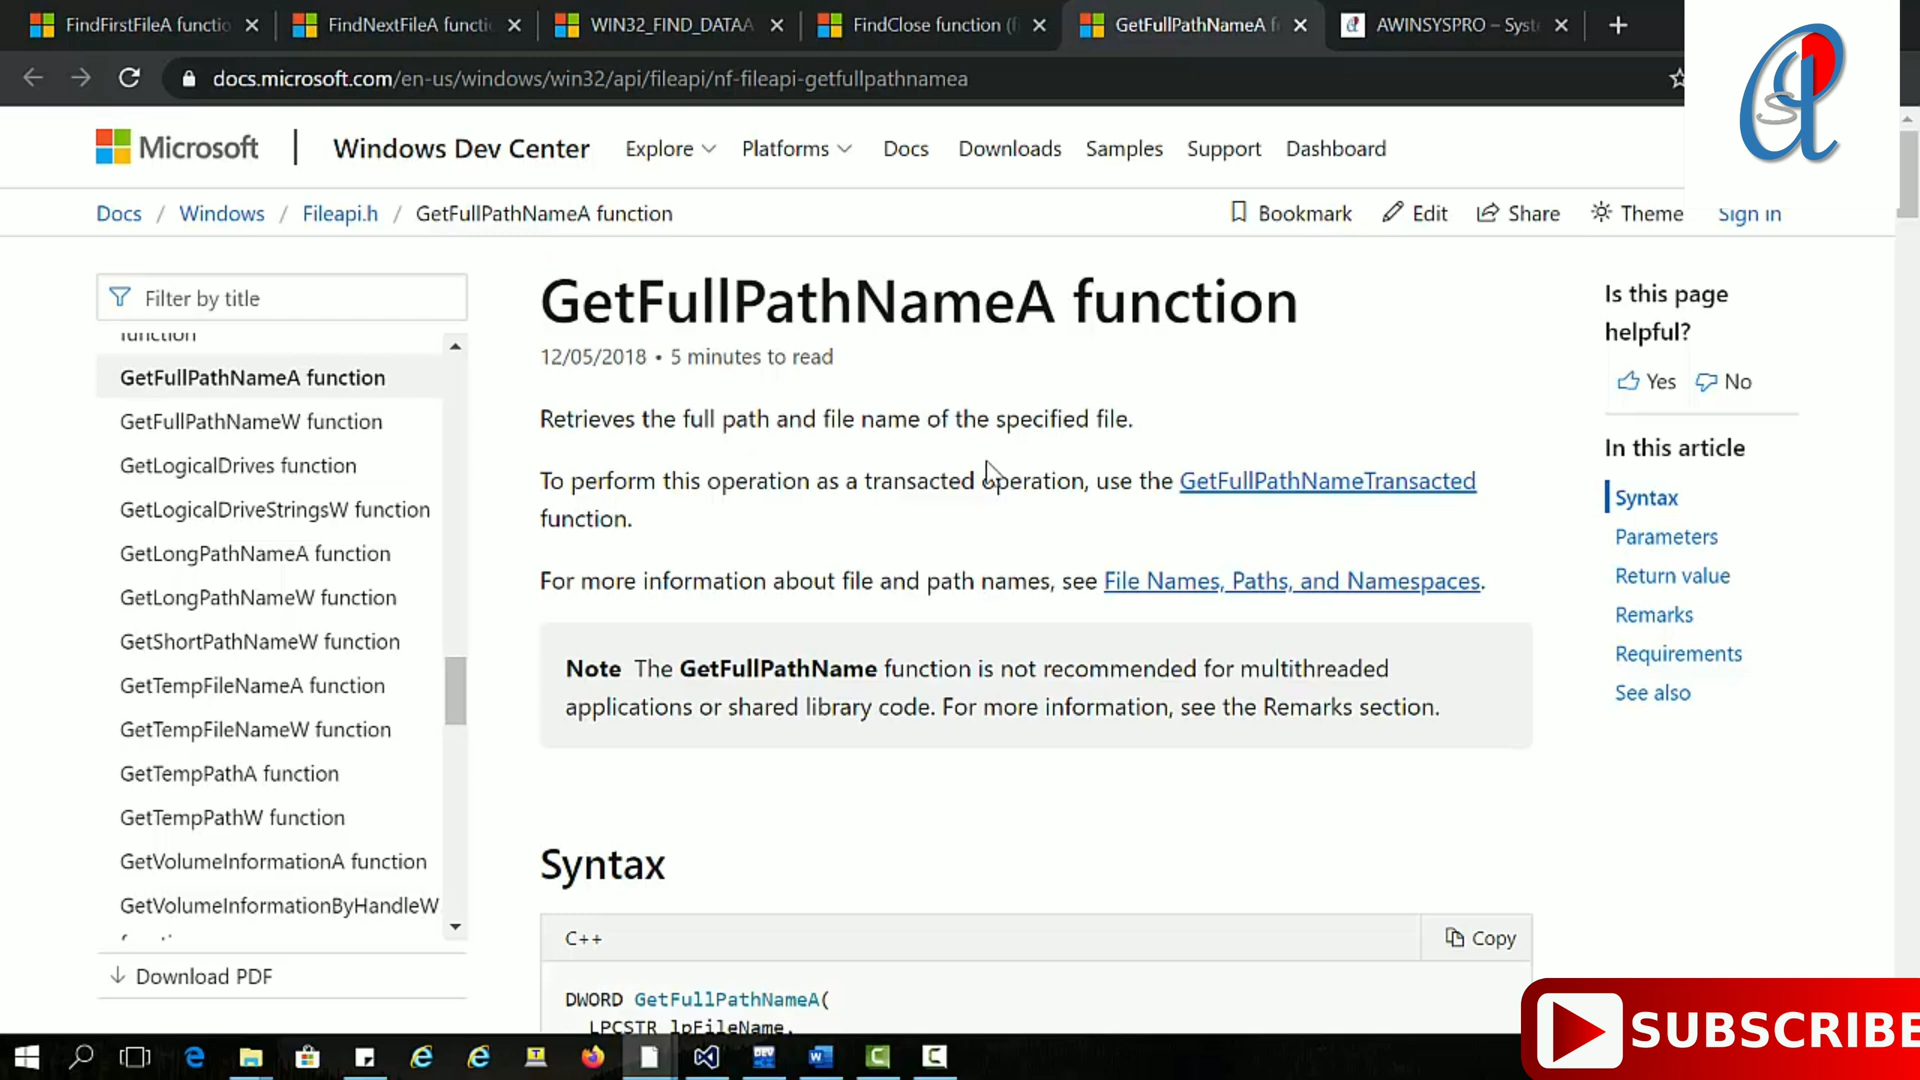 FindFirstFileA functio
FindNextFileA functi
WIN32_FIND_DATAA
FindClose function (f
GetFullPathNameA f
AWINSYSPRO – Syst
docs.microsoft.com/en-us/windows/win32/api/fileapi/nf-fileapi-getfullpathnamea
Microsoft
Windows Dev Center
Explore
Platforms
Docs
Downloads
Samples
Support
Dashboard
Docs / Windows / Fileapi.h / GetFullPathNameA function
Bookmark
Edit
Share
Theme
Sign in
Filter by title
function
GetFullPathNameA function
GetFullPathNameW function
GetLogicalDrives function
GetLogicalDriveStringsW function
GetLongPathNameA function
GetLongPathNameW function
GetShortPathNameW function
GetTempFileNameA function
GetTempFileNameW function
GetTempPathA function
GetTempPathW function
GetVolumeInformationA function
GetVolumeInformationByHandleW
Download PDF
GetFullPathNameA function
12/05/2018 • 5 minutes to read
Retrieves the full path and file name of the specified file.
To perform this operation as a transacted operation, use the GetFullPathNameTransacted
function.
For more information about file and path names, see File Names, Paths, and Namespaces.
Note The GetFullPathName function is not recommended for multithreaded
applications or shared library code. For more information, see the Remarks section.
Syntax
C++
Copy
DWORD GetFullPathNameA(
LPCSTR lpFileName,
Is this page
helpful?
Yes
No
In this article
Syntax
Parameters
Return value
Remarks
Requirements
See also
SUBSCRIBE